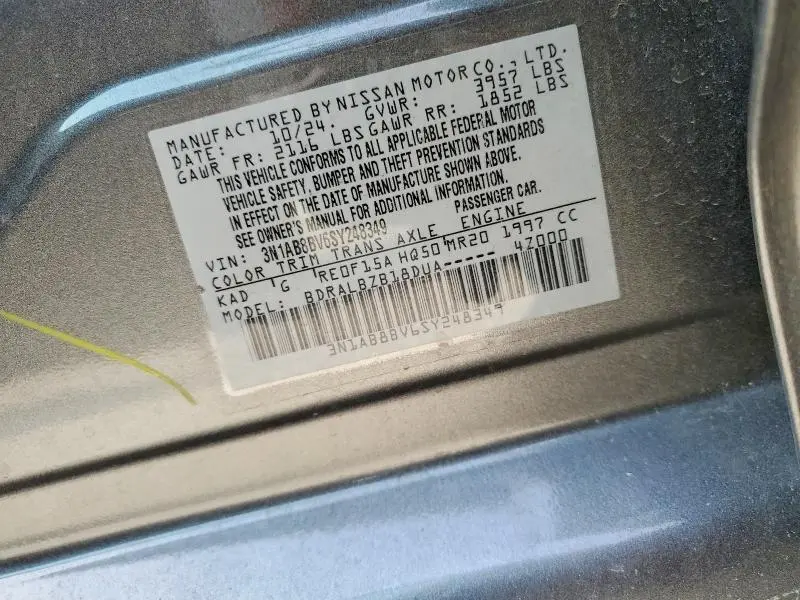 MANUFACTURED BY NISSAN MOTOR CO., LTD.
DATE: 10/24. GVWR: 3957 LBS
GAWR FR: 2116 LBS GAWR RR: 1852 LBS
THIS VEHICLE CONFORMS TO ALL APPLICABLE FEDERAL MOTOR
VEHICLE SAFETY, BUMPER AND THEFT PREVENTION STANDARDS
IN EFFECT ON THE DATE OF MANUFACTURE SHOWN ABOVE.
SEE OWNER'S MANUAL FOR ADDITIONAL INFORMATION.
VIN: 3N1AB8BV6SY248349 PASSENGER CAR.
COLOR TRIM TRANS AXLE ENGINE
KAD G RE0F15A HQ50 MR20 1997 CC
MODEL: BDRALBZB18DUA----- 4Z000
3N1AB8BV6SY248349